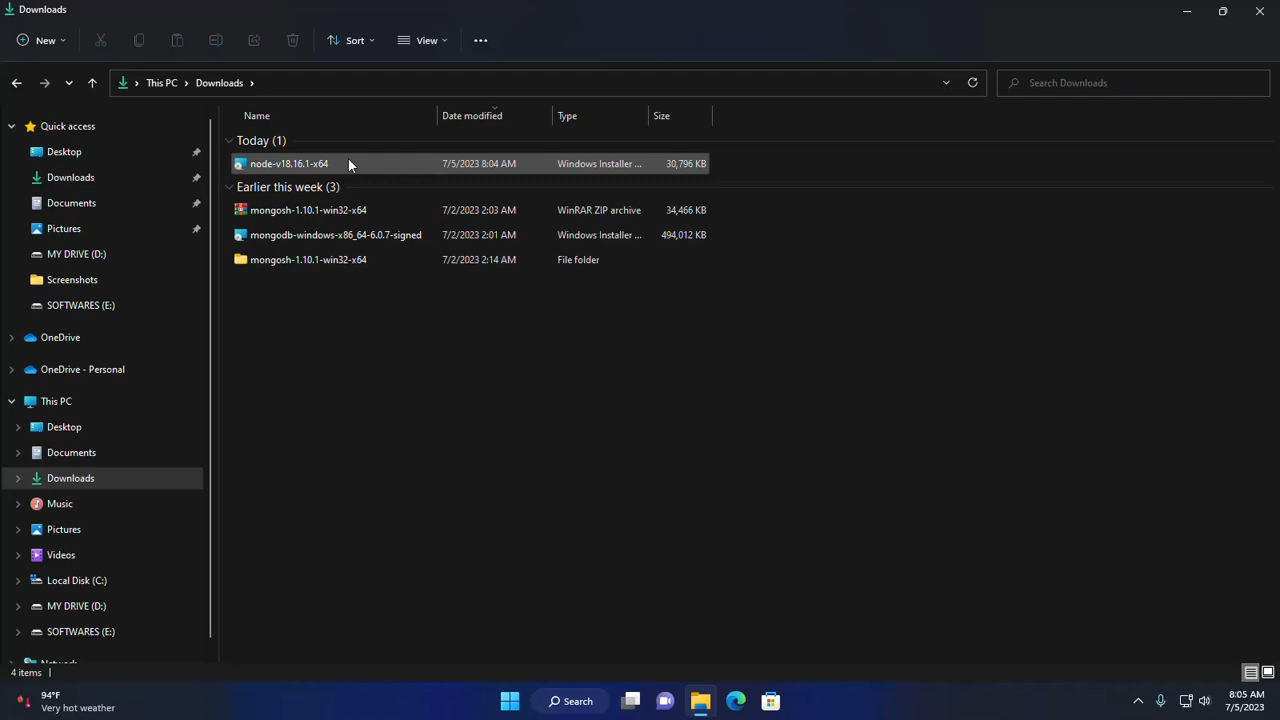 Downloads
New
Sort
View
This PC
Downloads
Search Downloads
Name
Date modified
Type
Size
Quick access
Desktop
Downloads
Documents
Pictures
MY DRIVE (D:)
Screenshots
SOFTWARES (E:)
OneDrive
OneDrive - Personal
This PC
Desktop
Documents
Downloads
Music
Pictures
Videos
Local Disk (C:)
MY DRIVE (D:)
SOFTWARES (E:)
Network
Today (1)
node-v18.16.1-x64 7/5/2023 8:04 AM Windows Installer ... 30,796 KB
Earlier this week (3)
mongosh-1.10.1-win32-x64 7/2/2023 2:03 AM WinRAR ZIP archive 34,466 KB
mongodb-windows-x86_64-6.0.7-signed 7/2/2023 2:01 AM Windows Installer ... 494,012 KB
mongosh-1.10.1-win32-x64 7/2/2023 2:14 AM File folder
4 items
94°F
Very hot weather
Search
8:05 AM
7/5/2023